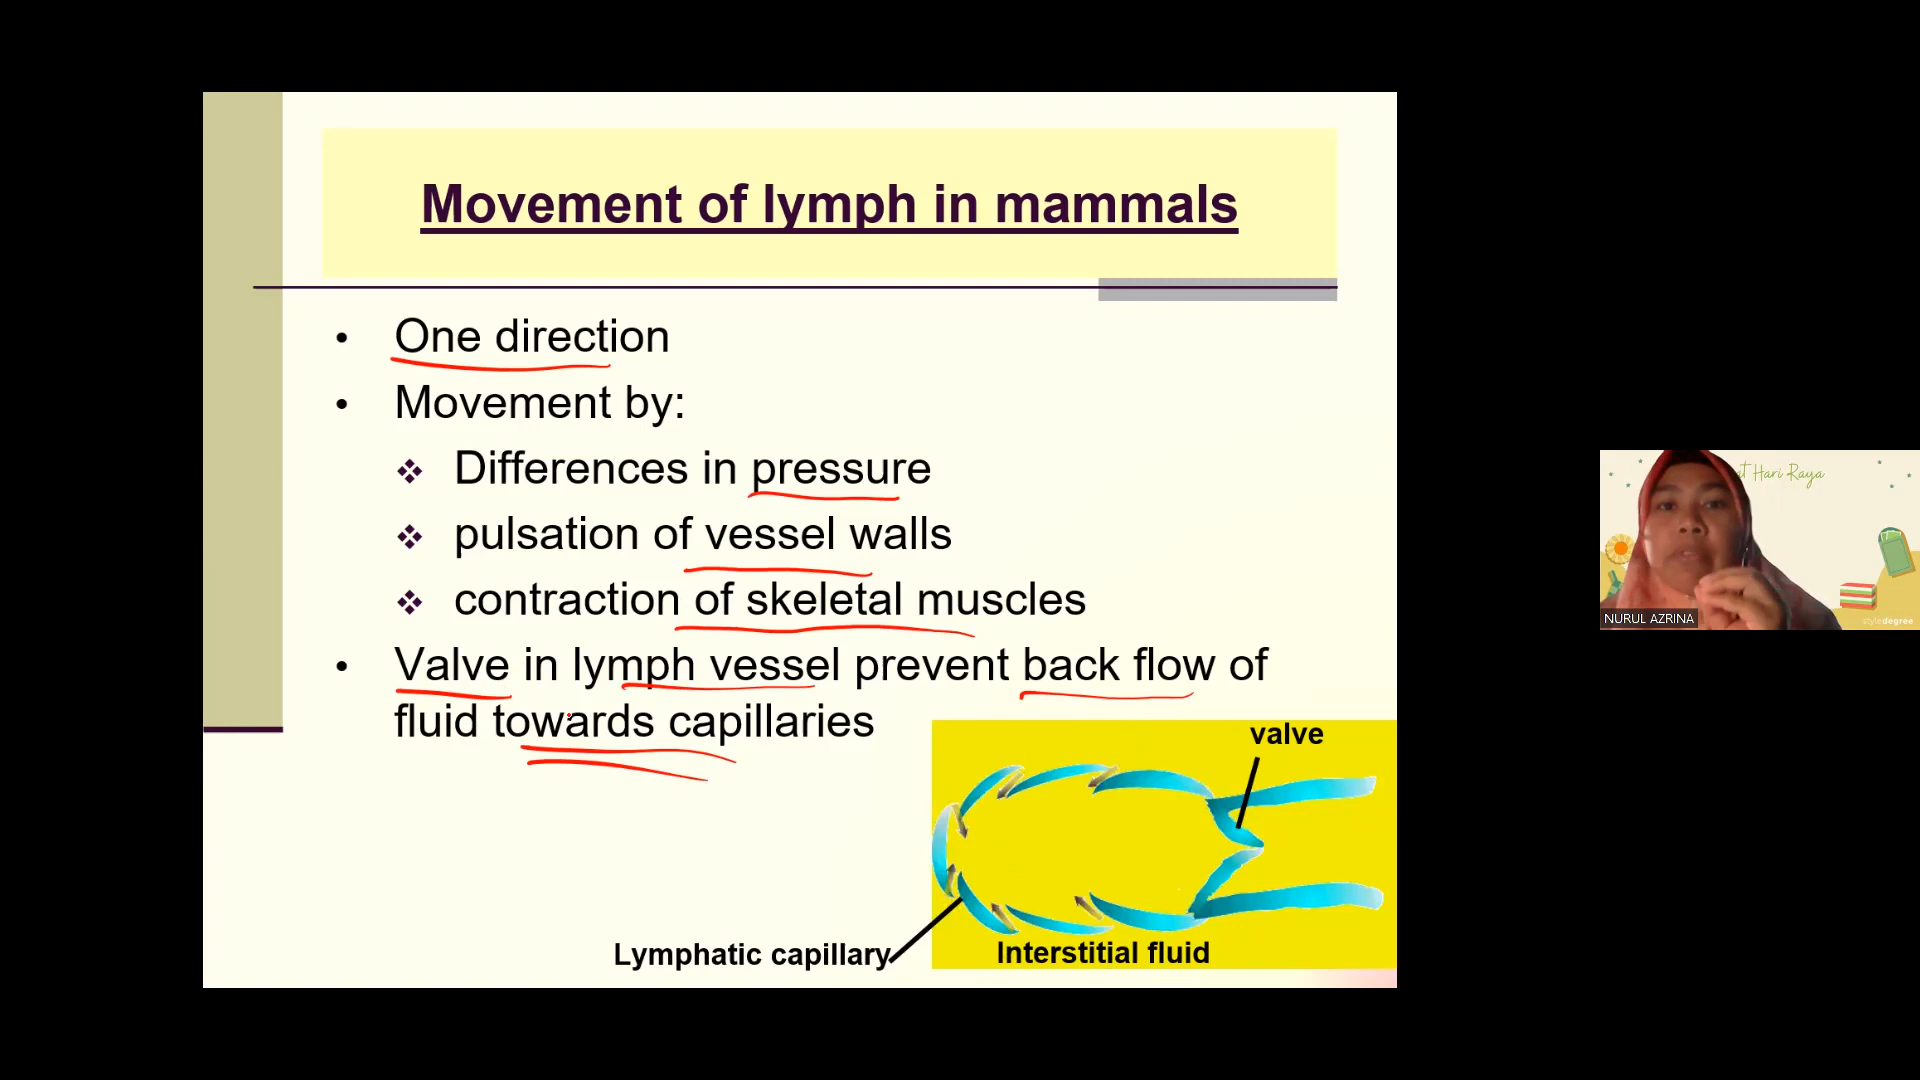 Movement of lymph in mammals
• One direction
• Movement by:
❖ Differences in pressure
❖ pulsation of vessel walls
❖ contraction of skeletal muscles
• Valve in lymph vessel prevent back flow of
fluid towards capillaries
valve
Lymphatic capillary
Interstitial fluid
at Hari Raya
NURUL AZRINA
styledegree